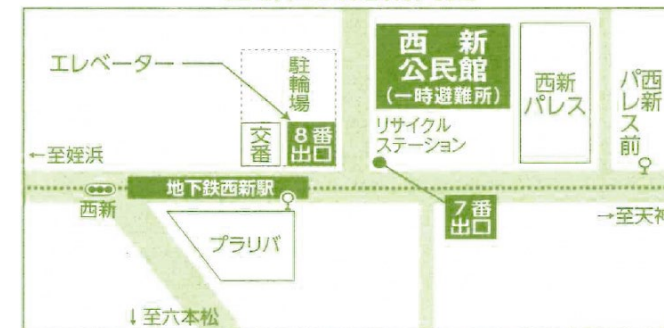 エレベーター
駐輪場
西新
公民館
(一時避難所)
西新
パレス
西新
パレス前
交番
8番
出口
リサイクル
ステーション
←至姪浜
地下鉄西新駅
西新
7番
出口
→至天神
プラリバ
↓至六本松